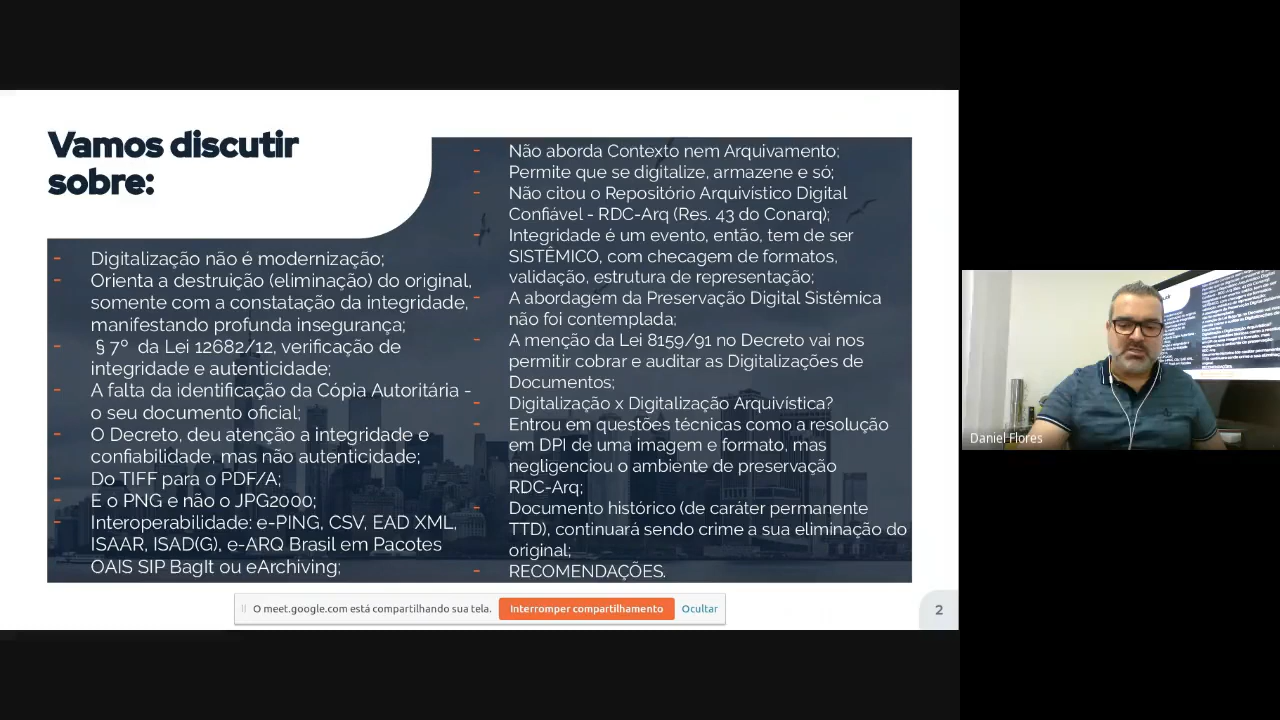 Vamos discutir
sobre:
- Digitalização não é modernização;
- Orienta a destruição (eliminação) do original,
somente com a constatação da integridade,
manifestando profunda insegurança;
- § 7º da Lei 12682/12, verificação de
integridade e autenticidade;
- A falta da identificação da Cópia Autoritária -
o seu documento oficial;
- O Decreto, deu atenção a integridade e
confiabilidade, mas não autenticidade;
- Do TIFF para o PDF/A;
- E o PNG e não o JPG2000;
- Interoperabilidade: e-PING, CSV, EAD XML,
ISAAR, ISAD(G), e-ARQ Brasil em Pacotes
OAIS SIP BagIt ou eArchiving;
- Não aborda Contexto nem Arquivamento;
- Permite que se digitalize, armazene e só;
- Não citou o Repositório Arquivístico Digital
Confiável - RDC-Arq (Res. 43 do Conarq);
- Integridade é um evento, então, tem de ser
SISTÊMICO, com checagem de formatos,
validação, estrutura de representação;
- A abordagem da Preservação Digital Sistêmica
não foi contemplada;
- A menção da Lei 8159/91 no Decreto vai nos
permitir cobrar e auditar as Digitalizações de
Documentos;
- Digitalização x Digitalização Arquivística?
- Entrou em questões técnicas como a resolução
em DPI de uma imagem e formato, mas
negligenciou o ambiente de preservação
RDC-Arq;
- Documento histórico (de caráter permanente
TTD), continuará sendo crime a sua eliminação do
original;
- RECOMENDAÇÕES.
O meet.google.com está compartilhando sua tela. Interromper compartilhamento Ocultar
2
Daniel Flores